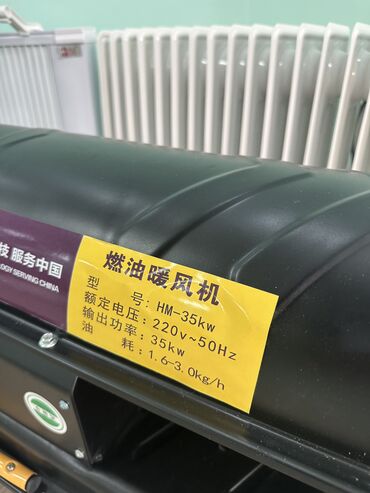 技 服务中国
OGY SERVING CHINA
燃油暖风机
型 号: HM-35kw
额定电压: 220v~50Hz
输出功率: 35kw
油 耗: 1.6-3.0kg/h